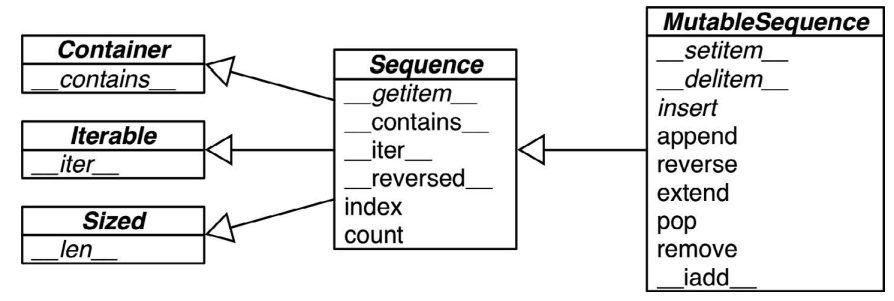 Container
__contains__
Iterable
__iter__
Sized
__len__
Sequence
__getitem__
__contains__
__iter__
__reversed__
index
count
MutableSequence
__setitem__
__delitem__
insert
append
reverse
extend
pop
remove
__iadd__